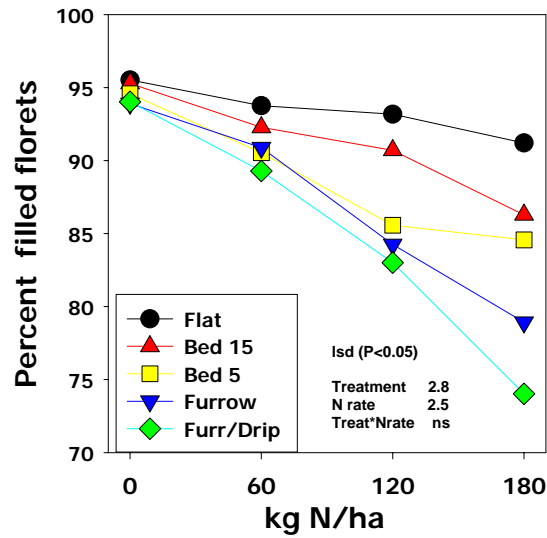 100
95
90
85
80
75
70
Percent filled florets
Flat
Bed 15
Bed 5
Furrow
Furr/Drip
lsd (P<0.05)
Treatment 2.8
N rate 2.5
Treat*Nrate ns
0 60 120 180
kg N/ha